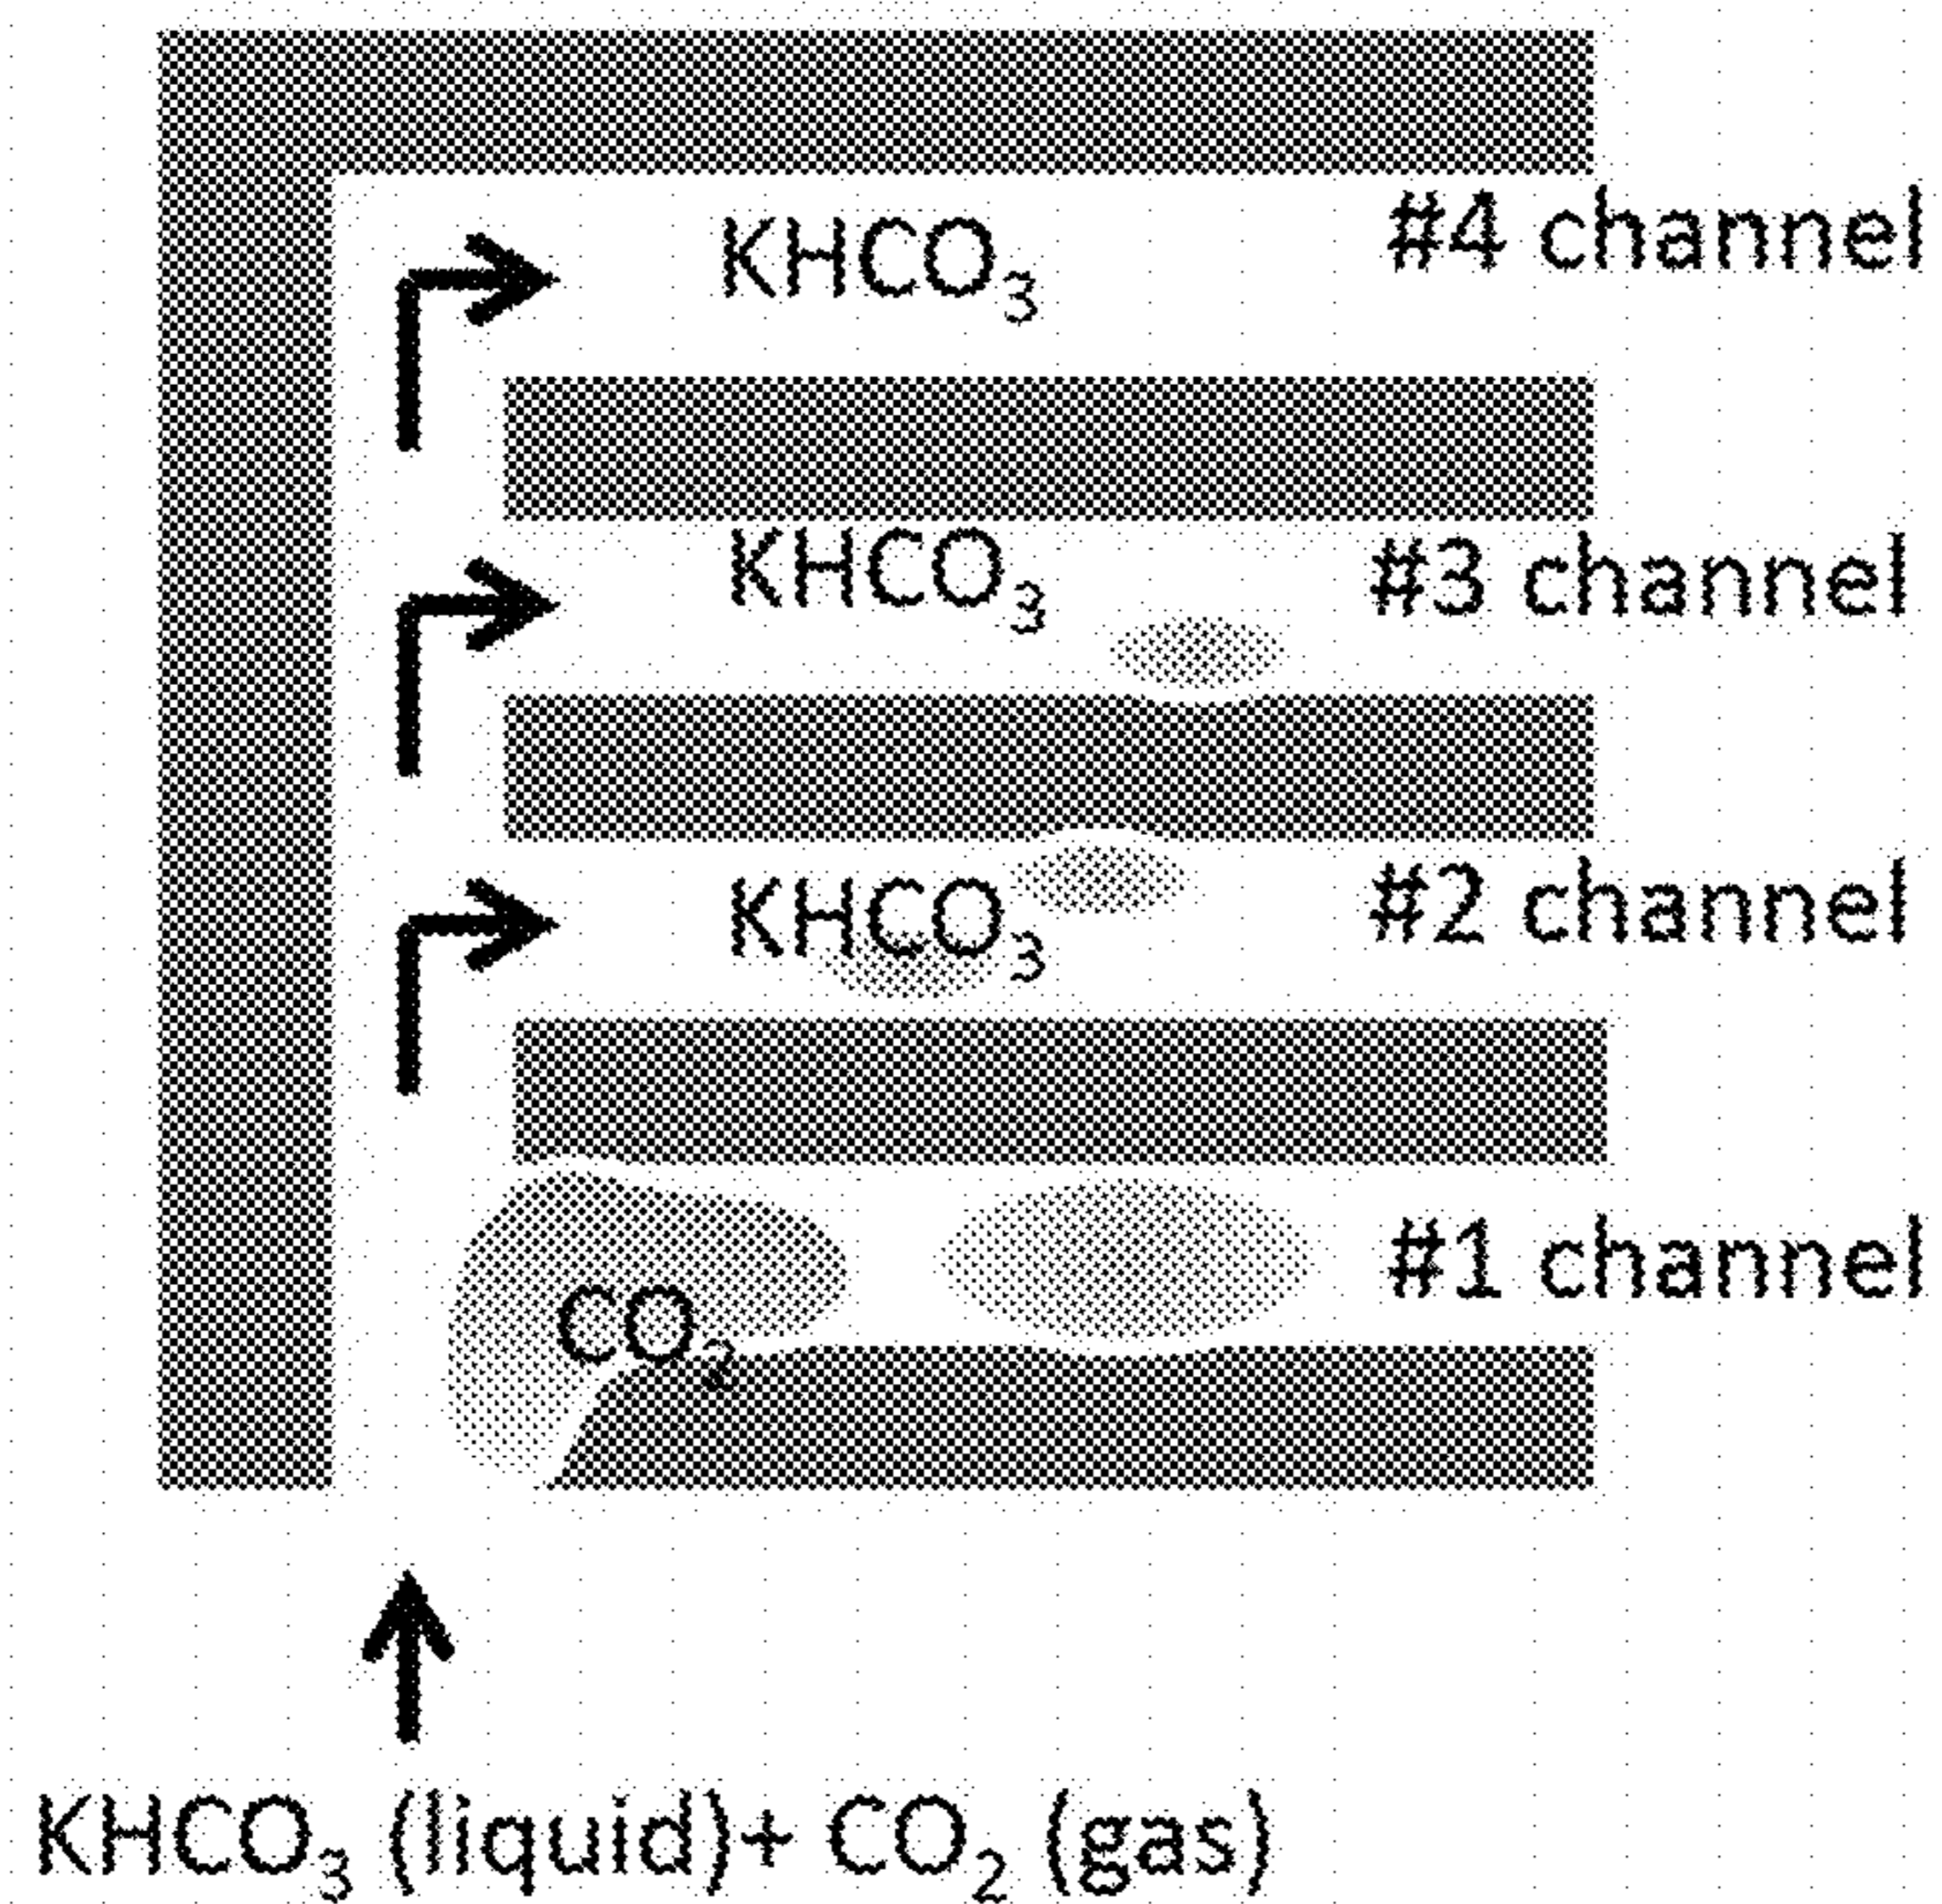 KHCO₃ #4 channel
KHCO₃ #3 channel
KHCO₃ #2 channel
#1 channel
CO₂
KHCO₃ (liquid)+ CO₂ (gas)